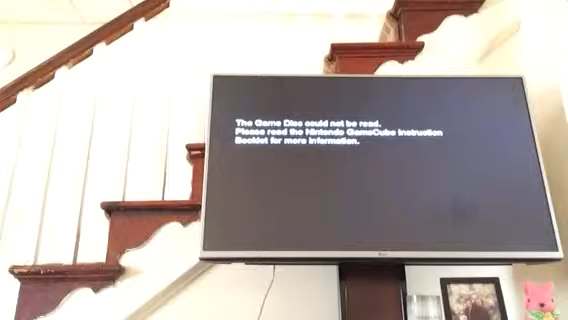 The Game Disc could not be read.
Please read the Nintendo GameCube Instruction
Booklet for more information.